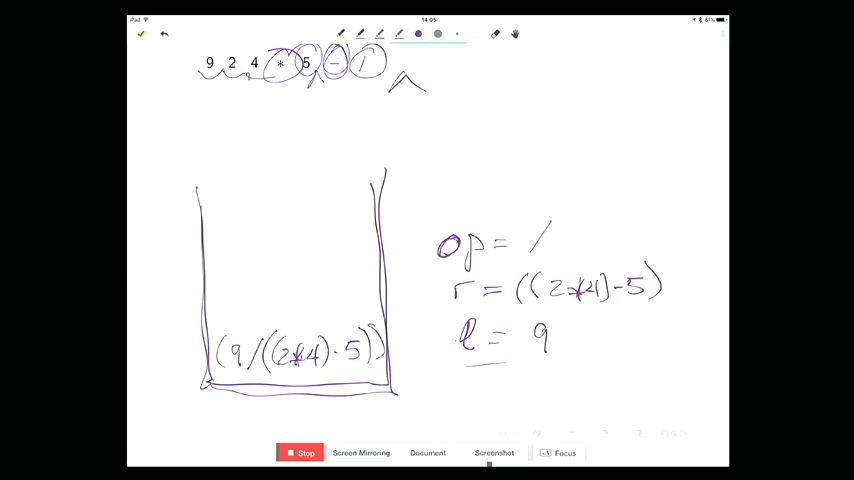 iPad
14:05
81%
9 2 4 * 5 - /
op = /
r = ((2*4)-5)
(9/((2*4)-5))
l = 9
Stop Screen Mirroring Document Screenshot Focus